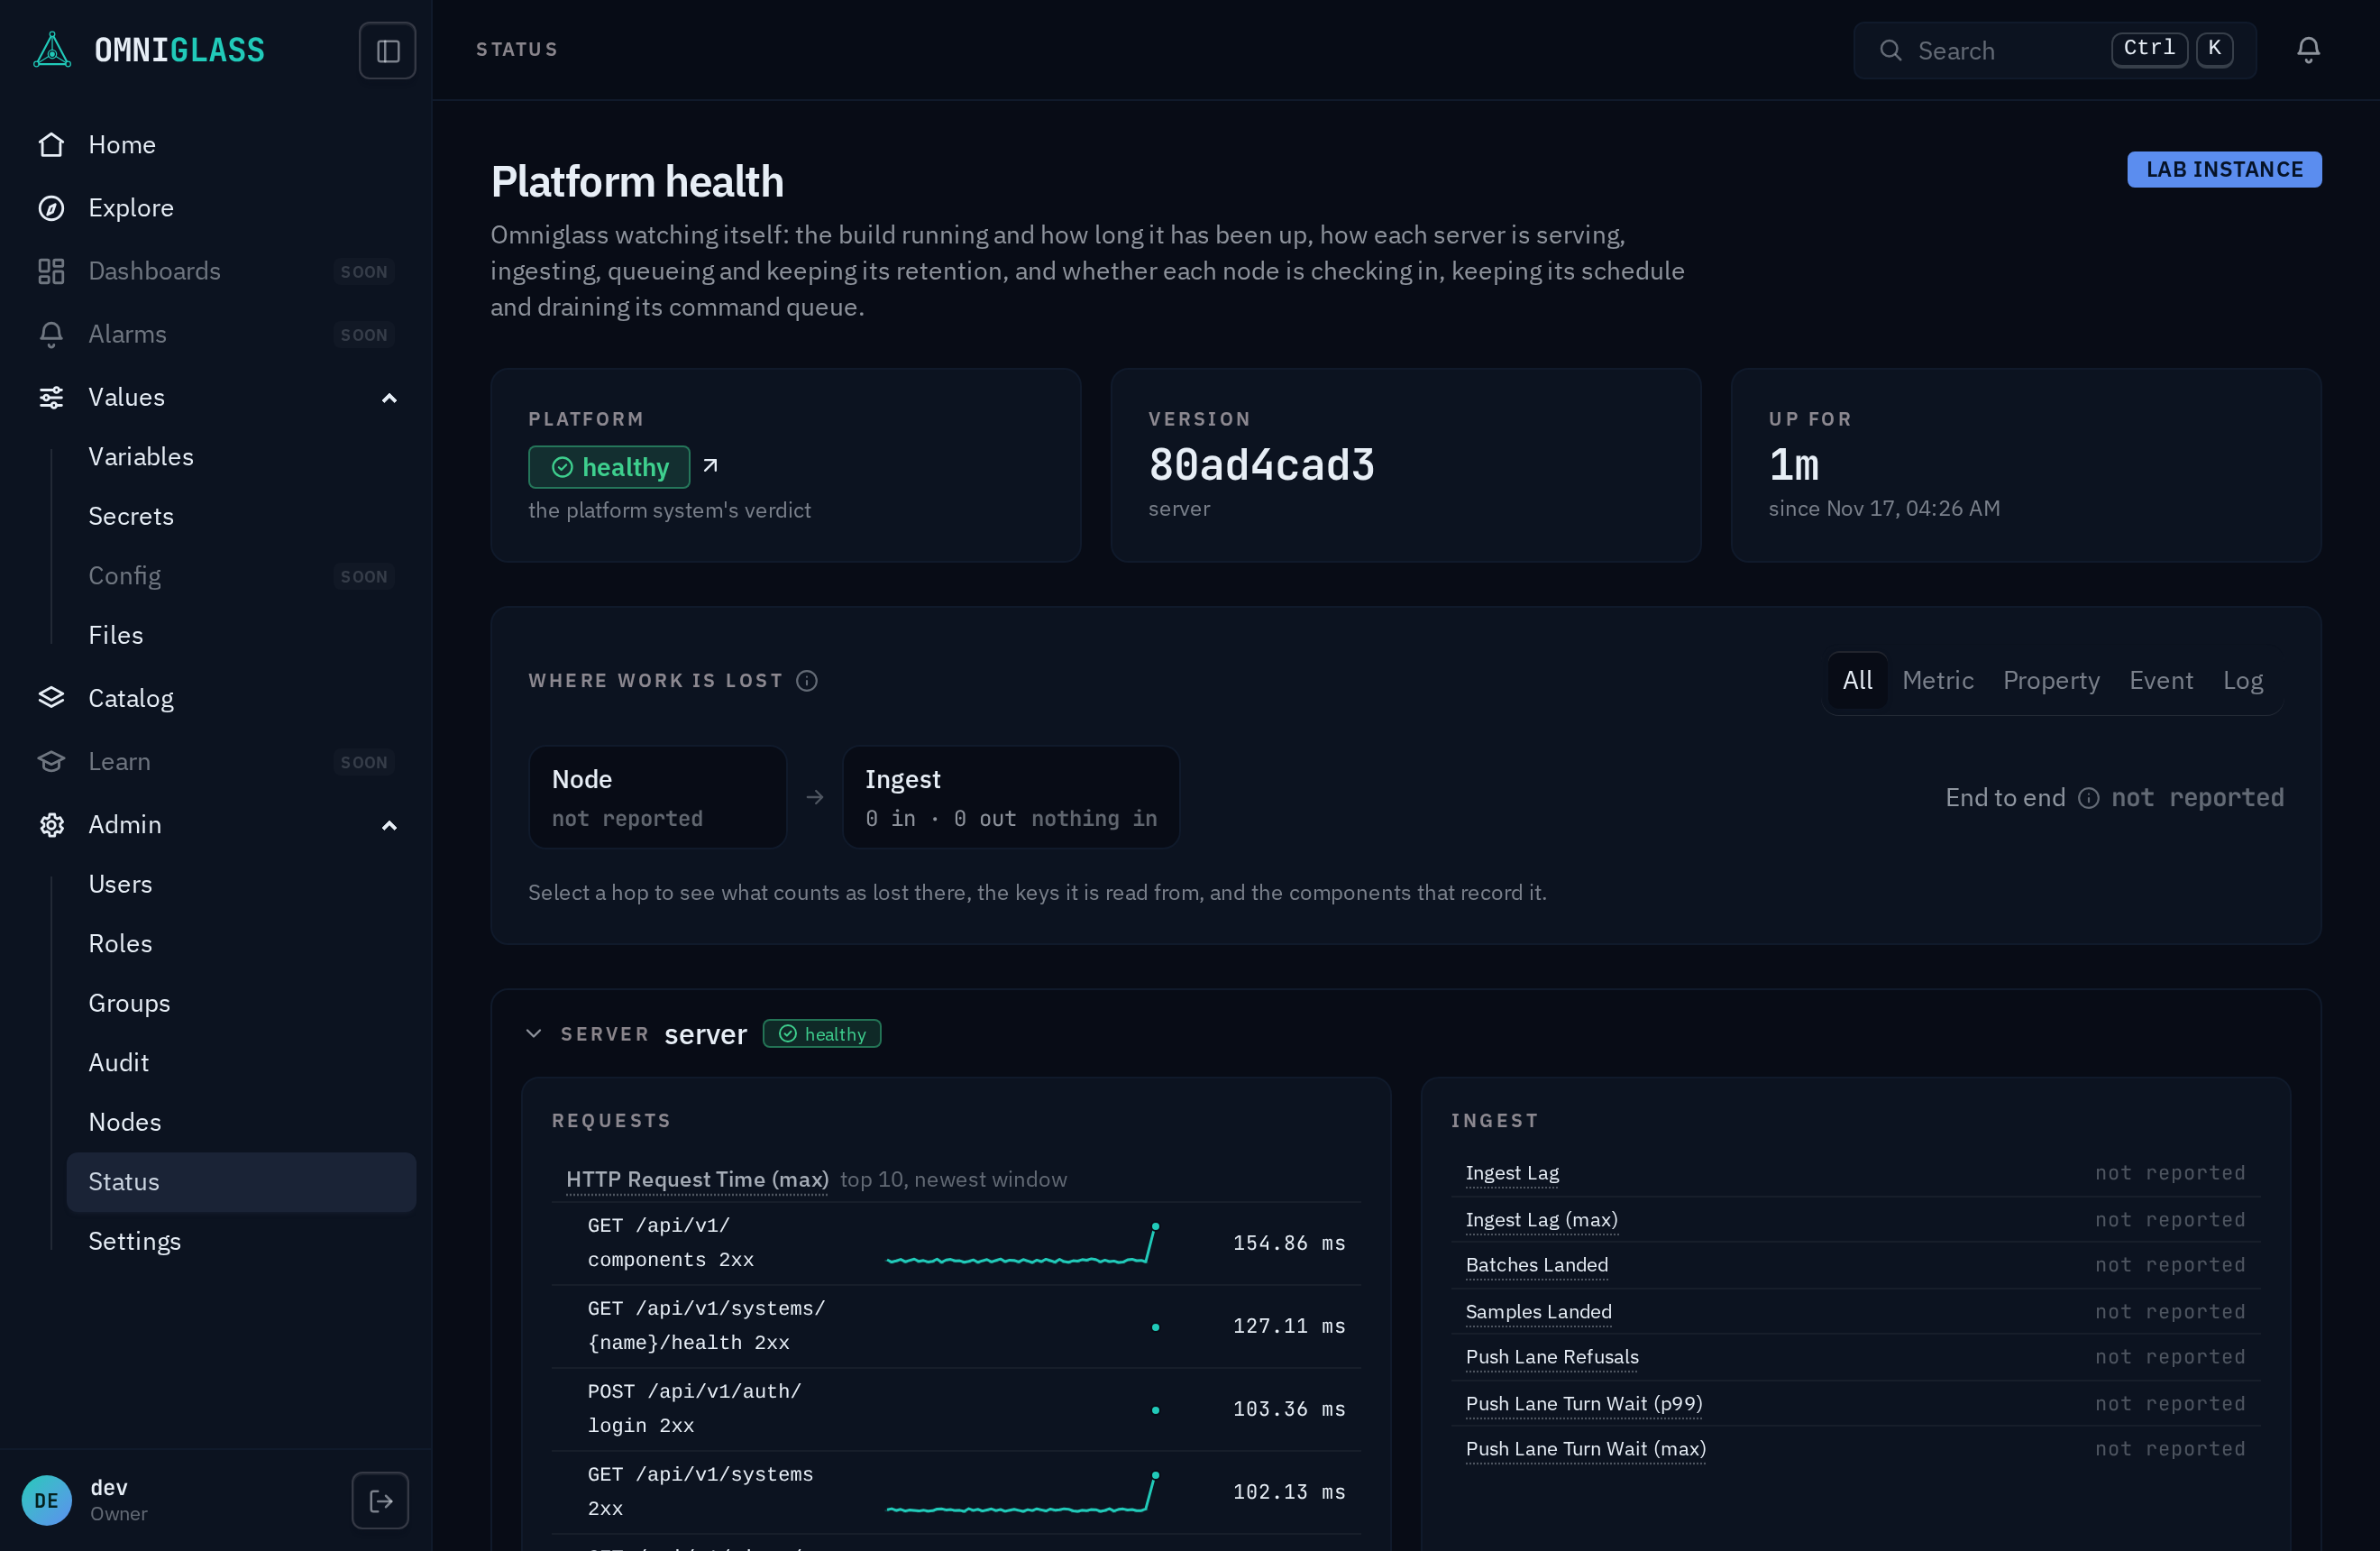 OMNIGLASS
Home
Explore
Dashboards SOON
Alarms SOON
Values
Variables
Secrets
Config SOON
Files
Catalog
Learn SOON
Admin
Users
Roles
Groups
Audit
Nodes
Status
Settings
DE
dev
Owner
STATUS
Search Ctrl K
Platform health
LAB INSTANCE
Omniglass watching itself: the build running and how long it has been up, how each server is serving,
ingesting, queueing and keeping its retention, and whether each node is checking in, keeping its schedule
and draining its command queue.
PLATFORM
healthy
the platform system's verdict
VERSION
80ad4cad3
server
UP FOR
1m
since Nov 17, 04:26 AM
WHERE WORK IS LOST
All Metric Property Event Log
Node
not reported
Ingest
0 in · 0 out nothing in
End to end not reported
Select a hop to see what counts as lost there, the keys it is read from, and the components that record it.
SERVER server healthy
REQUESTS
HTTP Request Time (max) top 10, newest window
GET /api/v1/
components 2xx
154.86 ms
GET /api/v1/systems/
{name}/health 2xx
127.11 ms
POST /api/v1/auth/
login 2xx
103.36 ms
GET /api/v1/systems
2xx
102.13 ms
INGEST
Ingest Lag not reported
Ingest Lag (max) not reported
Batches Landed not reported
Samples Landed not reported
Push Lane Refusals not reported
Push Lane Turn Wait (p99) not reported
Push Lane Turn Wait (max) not reported